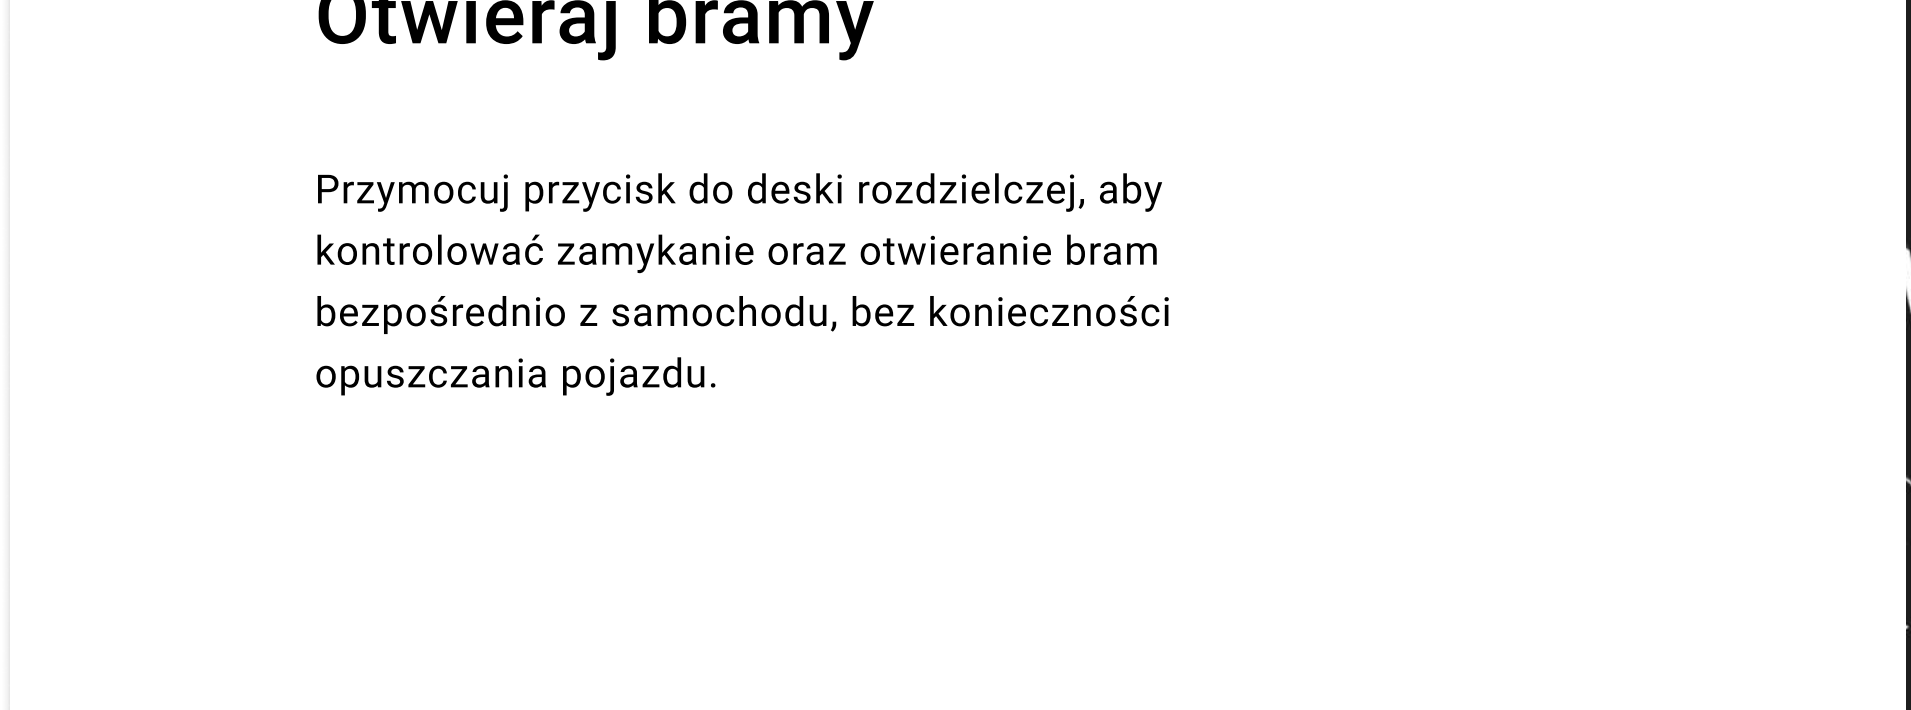 Otwieraj bramy
Przymocuj przycisk do deski rozdzielczej, aby
kontrolować zamykanie oraz otwieranie bram
bezpośrednio z samochodu, bez konieczności
opuszczania pojazdu.